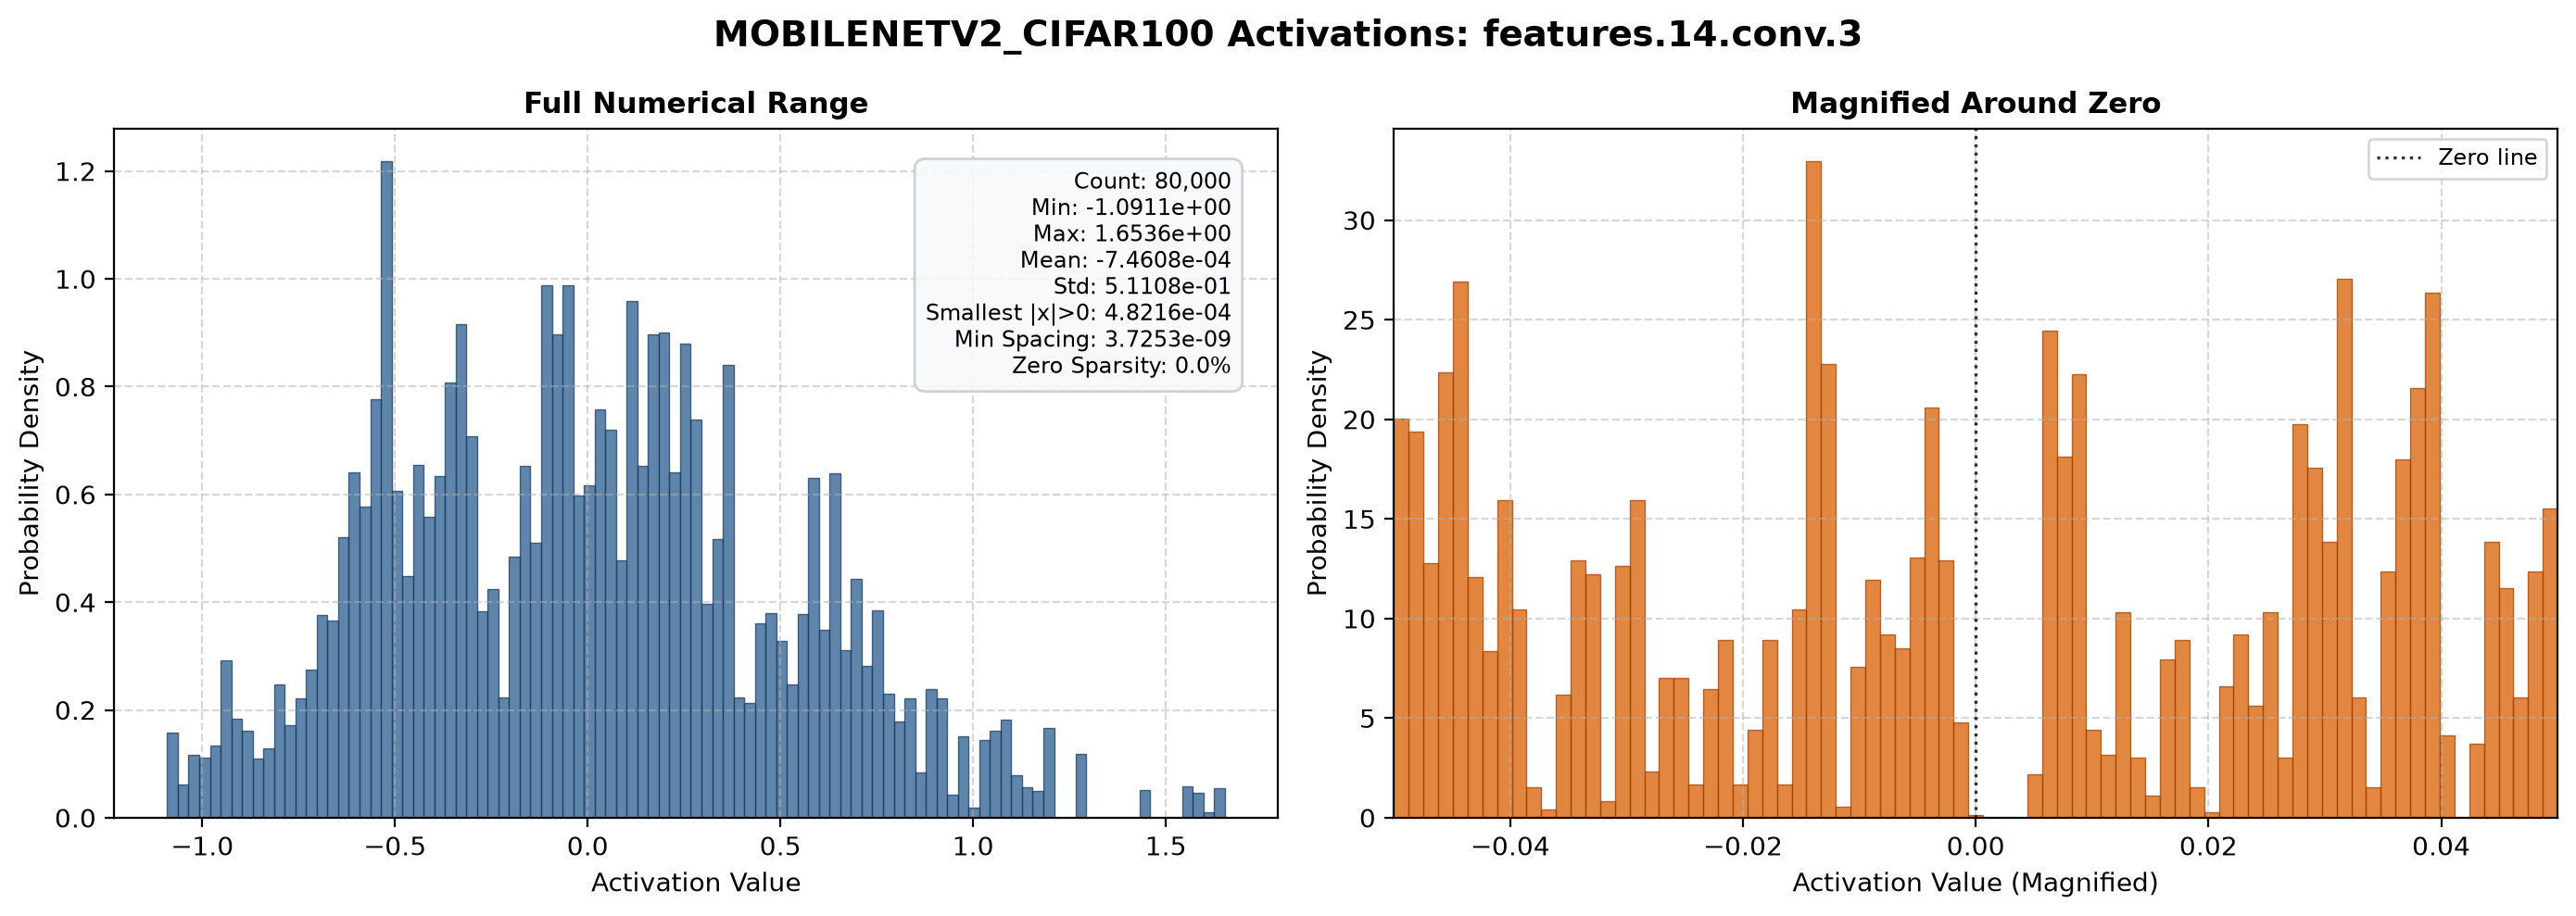 MOBILENETV2_CIFAR100 Activations: features.14.conv.3
Full Numerical Range
Probability Density
1.2
1.0
0.8
0.6
0.4
0.2
0.0
Count: 80,000
Min: -1.0911e+00
Max: 1.6536e+00
Mean: -7.4608e-04
Std: 5.1108e-01
Smallest |x|>0: 4.8216e-04
Min Spacing: 3.7253e-09
Zero Sparsity: 0.0%
−1.0 −0.5 0.0 0.5 1.0 1.5
Activation Value
Magnified Around Zero
Probability Density
30
25
20
15
10
5
0
Zero line
−0.04 −0.02 0.00 0.02 0.04
Activation Value (Magnified)